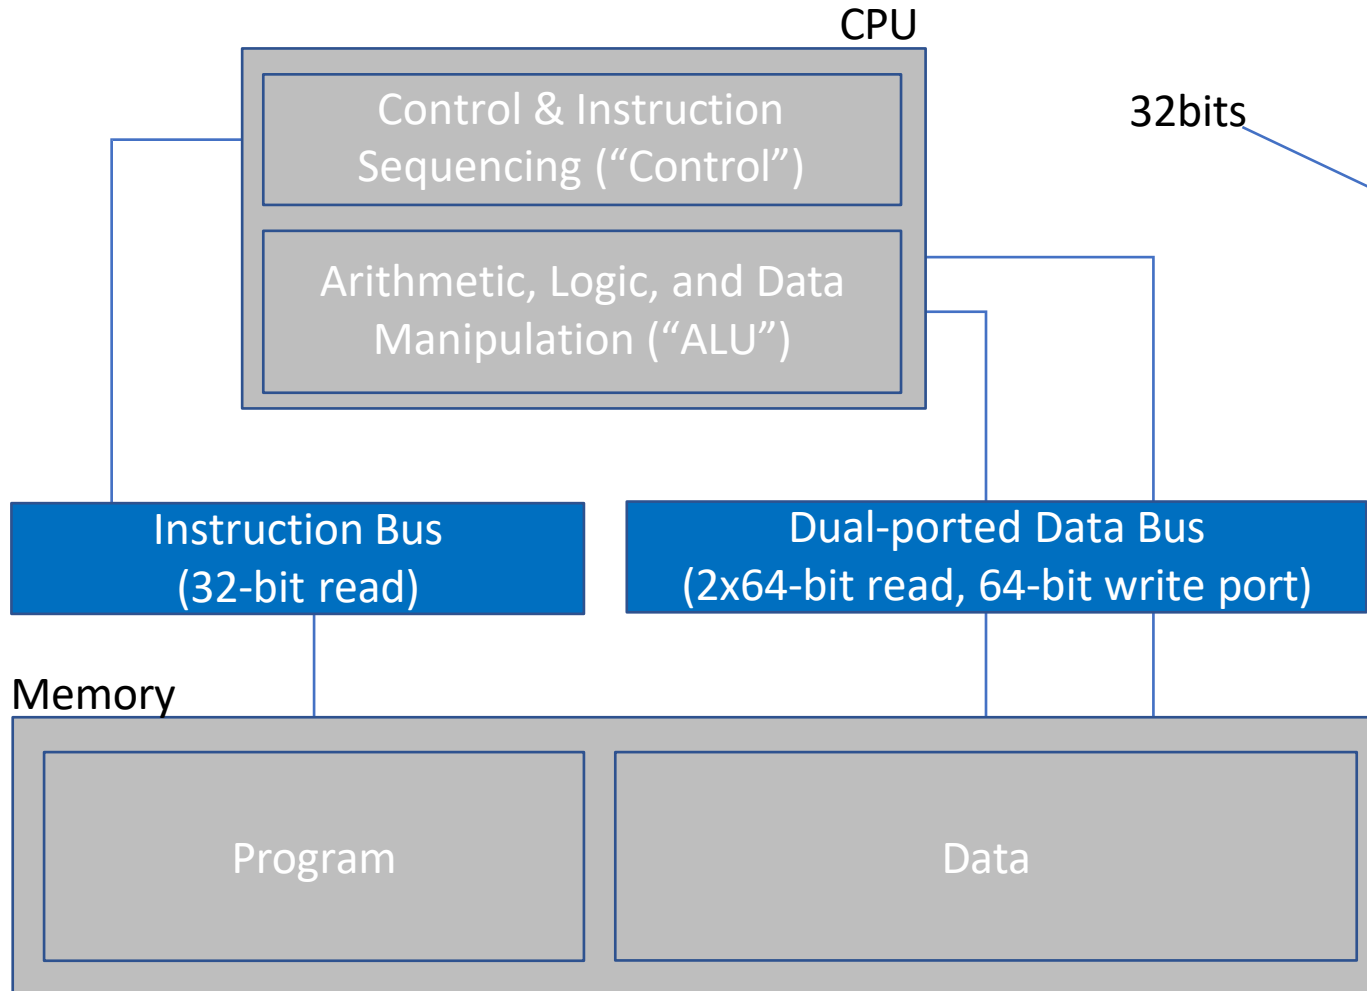 CPU
Control & Instruction
Sequencing (“Control”)
32bits
Arithmetic, Logic, and Data
Manipulation (“ALU”)
Instruction Bus
(32-bit read)
Dual-ported Data Bus
(2x64-bit read, 64-bit write port)
Memory
Program
Data